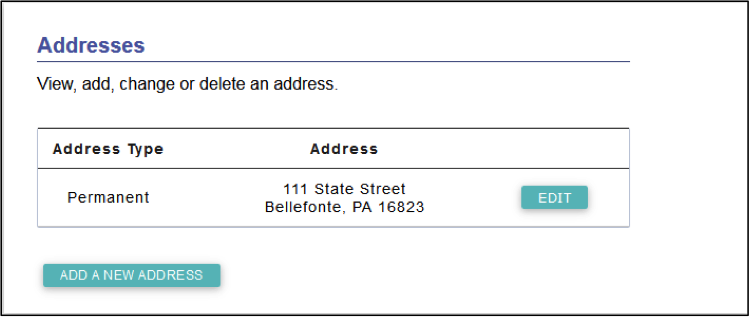 Addresses
View, add, change or delete an address.
Address Type Address
Permanent
111 State Street
Bellefonte, PA 16823
EDIT
ADD A NEW ADDRESS